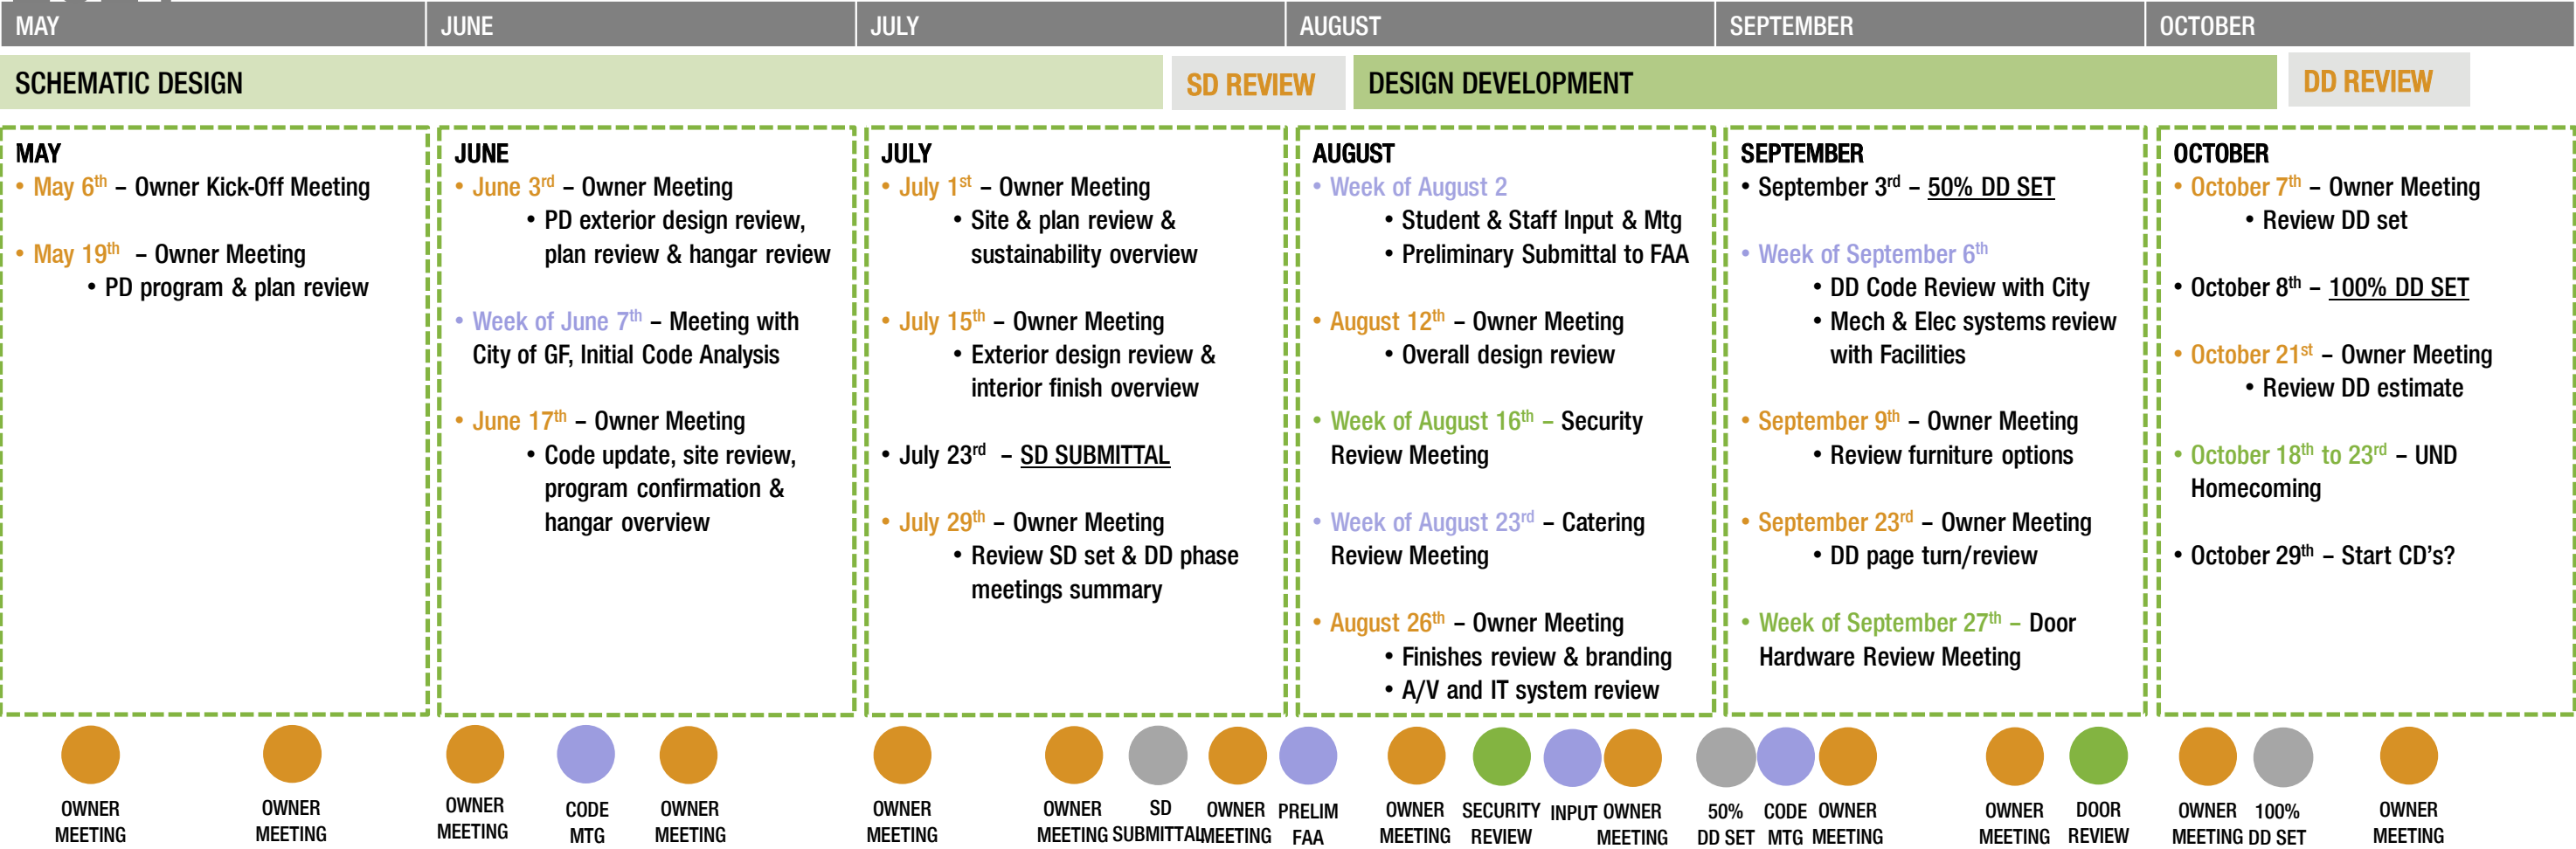 MAY
JUNE
JULY
AUGUST
SEPTEMBER
OCTOBER
SCHEMATIC DESIGN
SD REVIEW
DESIGN DEVELOPMENT
DD REVIEW
MAY
• May 6th – Owner Kick-Off Meeting
• May 19th – Owner Meeting
• PD program & plan review
JUNE
• June 3rd – Owner Meeting
• PD exterior design review,
plan review & hangar review
• Week of June 7th – Meeting with
City of GF, Initial Code Analysis
• June 17th – Owner Meeting
• Code update, site review,
program confirmation &
hangar overview
JULY
• July 1st – Owner Meeting
• Site & plan review &
sustainability overview
• July 15th – Owner Meeting
• Exterior design review &
interior finish overview
• July 23rd – SD SUBMITTAL
• July 29th – Owner Meeting
• Review SD set & DD phase
meetings summary
AUGUST
• Week of August 2
• Student & Staff Input & Mtg
• Preliminary Submittal to FAA
• August 12th – Owner Meeting
• Overall design review
• Week of August 16th – Security
Review Meeting
• Week of August 23rd – Catering
Review Meeting
• August 26th – Owner Meeting
• Finishes review & branding
• A/V and IT system review
SEPTEMBER
• September 3rd – 50% DD SET
• Week of September 6th
• DD Code Review with City
• Mech & Elec systems review
with Facilities
• September 9th – Owner Meeting
• Review furniture options
• September 23rd – Owner Meeting
• DD page turn/review
• Week of September 27th – Door
Hardware Review Meeting
OCTOBER
• October 7th – Owner Meeting
• Review DD set
• October 8th – 100% DD SET
• October 21st – Owner Meeting
• Review DD estimate
• October 18th to 23rd – UND
Homecoming
• October 29th – Start CD's?
OWNER
MEETING
OWNER
MEETING
OWNER
MEETING
CODE
MTG
OWNER
MEETING
OWNER
MEETING
OWNER
MEETING
SD
SUBMITTAL
OWNER
MEETING
PRELIM
FAA
OWNER
MEETING
SECURITY
REVIEW
INPUT
OWNER
MEETING
50%
DD SET
CODE
MTG
OWNER
MEETING
OWNER
MEETING
DOOR
REVIEW
OWNER
MEETING
100%
DD SET
OWNER
MEETING